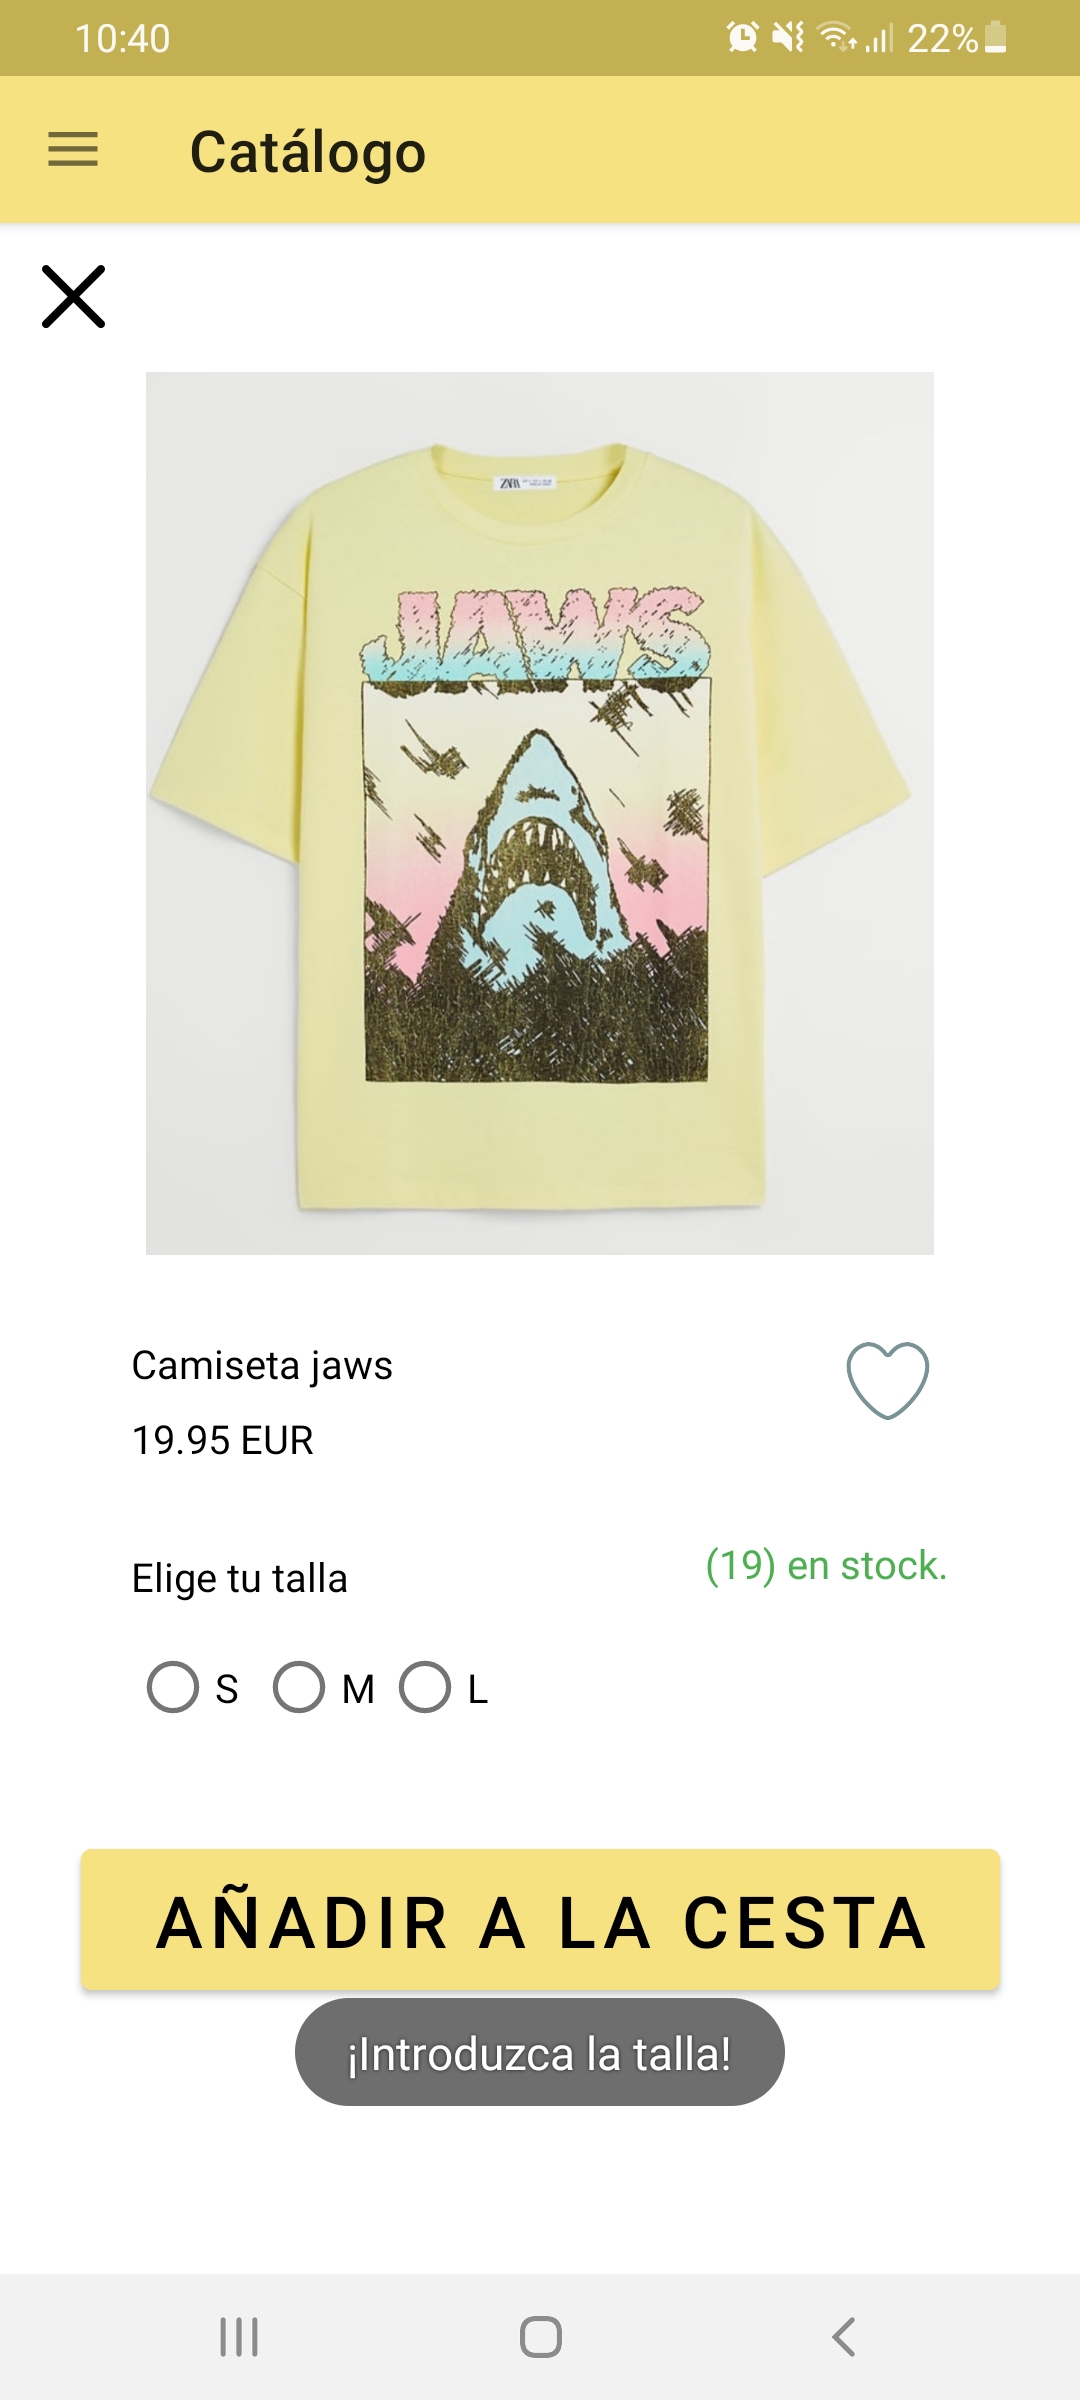 10:40
22%
Catálogo
ZARA
JAWS
Camiseta jaws
19.95 EUR
Elige tu talla
(19) en stock.
S M L
AÑADIR A LA CESTA
¡Introduzca la talla!